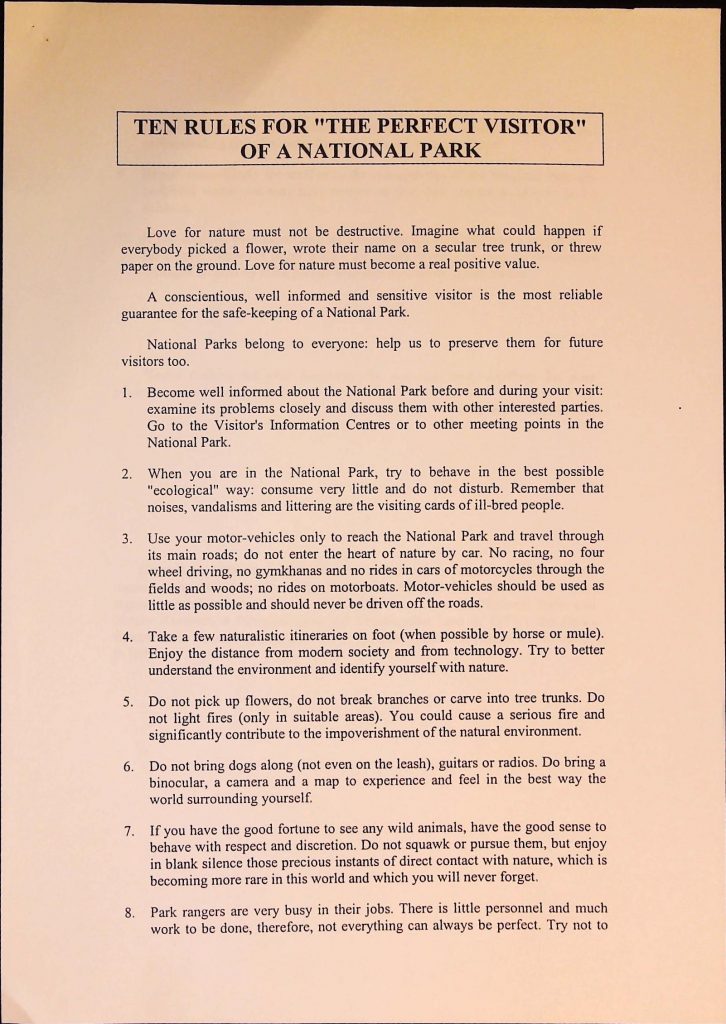 TEN RULES FOR "THE PERFECT VISITOR"
OF A NATIONAL PARK
Love for nature must not be destructive. Imagine what could happen if
everybody picked a flower, wrote their name on a secular tree trunk, or threw
paper on the ground. Love for nature must become a real positive value.
A conscientious, well informed and sensitive visitor is the most reliable
guarantee for the safe-keeping of a National Park.
National Parks belong to everyone: help us to preserve them for future
visitors too.
1. Become well informed about the National Park before and during your visit:
examine its problems closely and discuss them with other interested parties.
Go to the Visitor's Information Centres or to other meeting points in the
National Park.
2. When you are in the National Park, try to behave in the best possible
"ecological" way: consume very little and do not disturb. Remember that
noises, vandalisms and littering are the visiting cards of ill-bred people.
3. Use your motor-vehicles only to reach the National Park and travel through
its main roads; do not enter the heart of nature by car. No racing, no four
wheel driving, no gymkhanas and no rides in cars of motorcycles through the
fields and woods; no rides on motorboats. Motor-vehicles should be used as
little as possible and should never be driven off the roads.
4. Take a few naturalistic itineraries on foot (when possible by horse or mule).
Enjoy the distance from modern society and from technology. Try to better
understand the environment and identify yourself with nature.
5. Do not pick up flowers, do not break branches or carve into tree trunks. Do
not light fires (only in suitable areas). You could cause a serious fire and
significantly contribute to the impoverishment of the natural environment.
6. Do not bring dogs along (not even on the leash), guitars or radios. Do bring a
binocular, a camera and a map to experience and feel in the best way the
world surrounding yourself.
7. If you have the good fortune to see any wild animals, have the good sense to
behave with respect and discretion. Do not squawk or pursue them, but enjoy
in blank silence those precious instants of direct contact with nature, which is
becoming more rare in this world and which you will never forget.
8. Park rangers are very busy in their jobs. There is little personnel and much
work to be done, therefore, not everything can always be perfect. Try not to